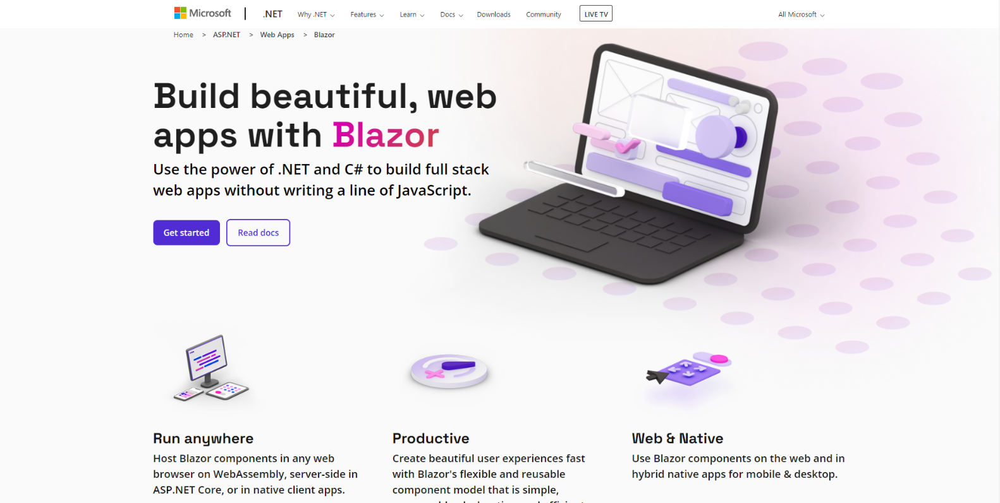 Microsoft
.NET
Why .NET
Features
Learn
Docs
Downloads
Community
LIVE TV
All Microsoft
Home > ASP.NET > Web Apps > Blazor
Build beautiful, web
apps with Blazor
Use the power of .NET and C# to build full stack
web apps without writing a line of JavaScript.
Get started
Read docs
Run anywhere
Host Blazor components in any web
browser on WebAssembly, server-side in
ASP.NET Core, or in native client apps.
Productive
Create beautiful user experiences fast
with Blazor's flexible and reusable
component model that is simple,
Web & Native
Use Blazor components on the web and in
hybrid native apps for mobile & desktop.